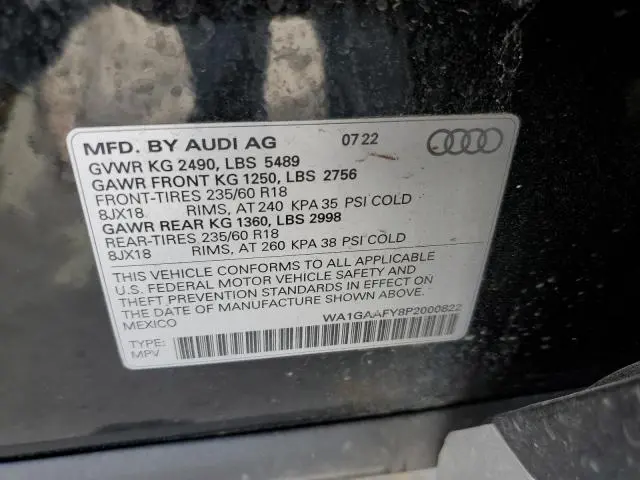 MFD. BY AUDI AG 07 22
GVWR KG 2490, LBS 5489
GAWR FRONT KG 1250, LBS 2756
FRONT-TIRES 235/60 R18
8JX18 RIMS, AT 240 KPA 35 PSI COLD
GAWR REAR KG 1360, LBS 2998
REAR-TIRES 235/60 R18
8JX18 RIMS, AT 260 KPA 38 PSI COLD
THIS VEHICLE CONFORMS TO ALL APPLICABLE
U.S. FEDERAL MOTOR VEHICLE SAFETY AND
THEFT PREVENTION STANDARDS IN EFFECT ON
THE DATE OF MANUFACTURE SHOWN ABOVE.
MEXICO WA1GAAFY8P2000822
TYPE:
MPV